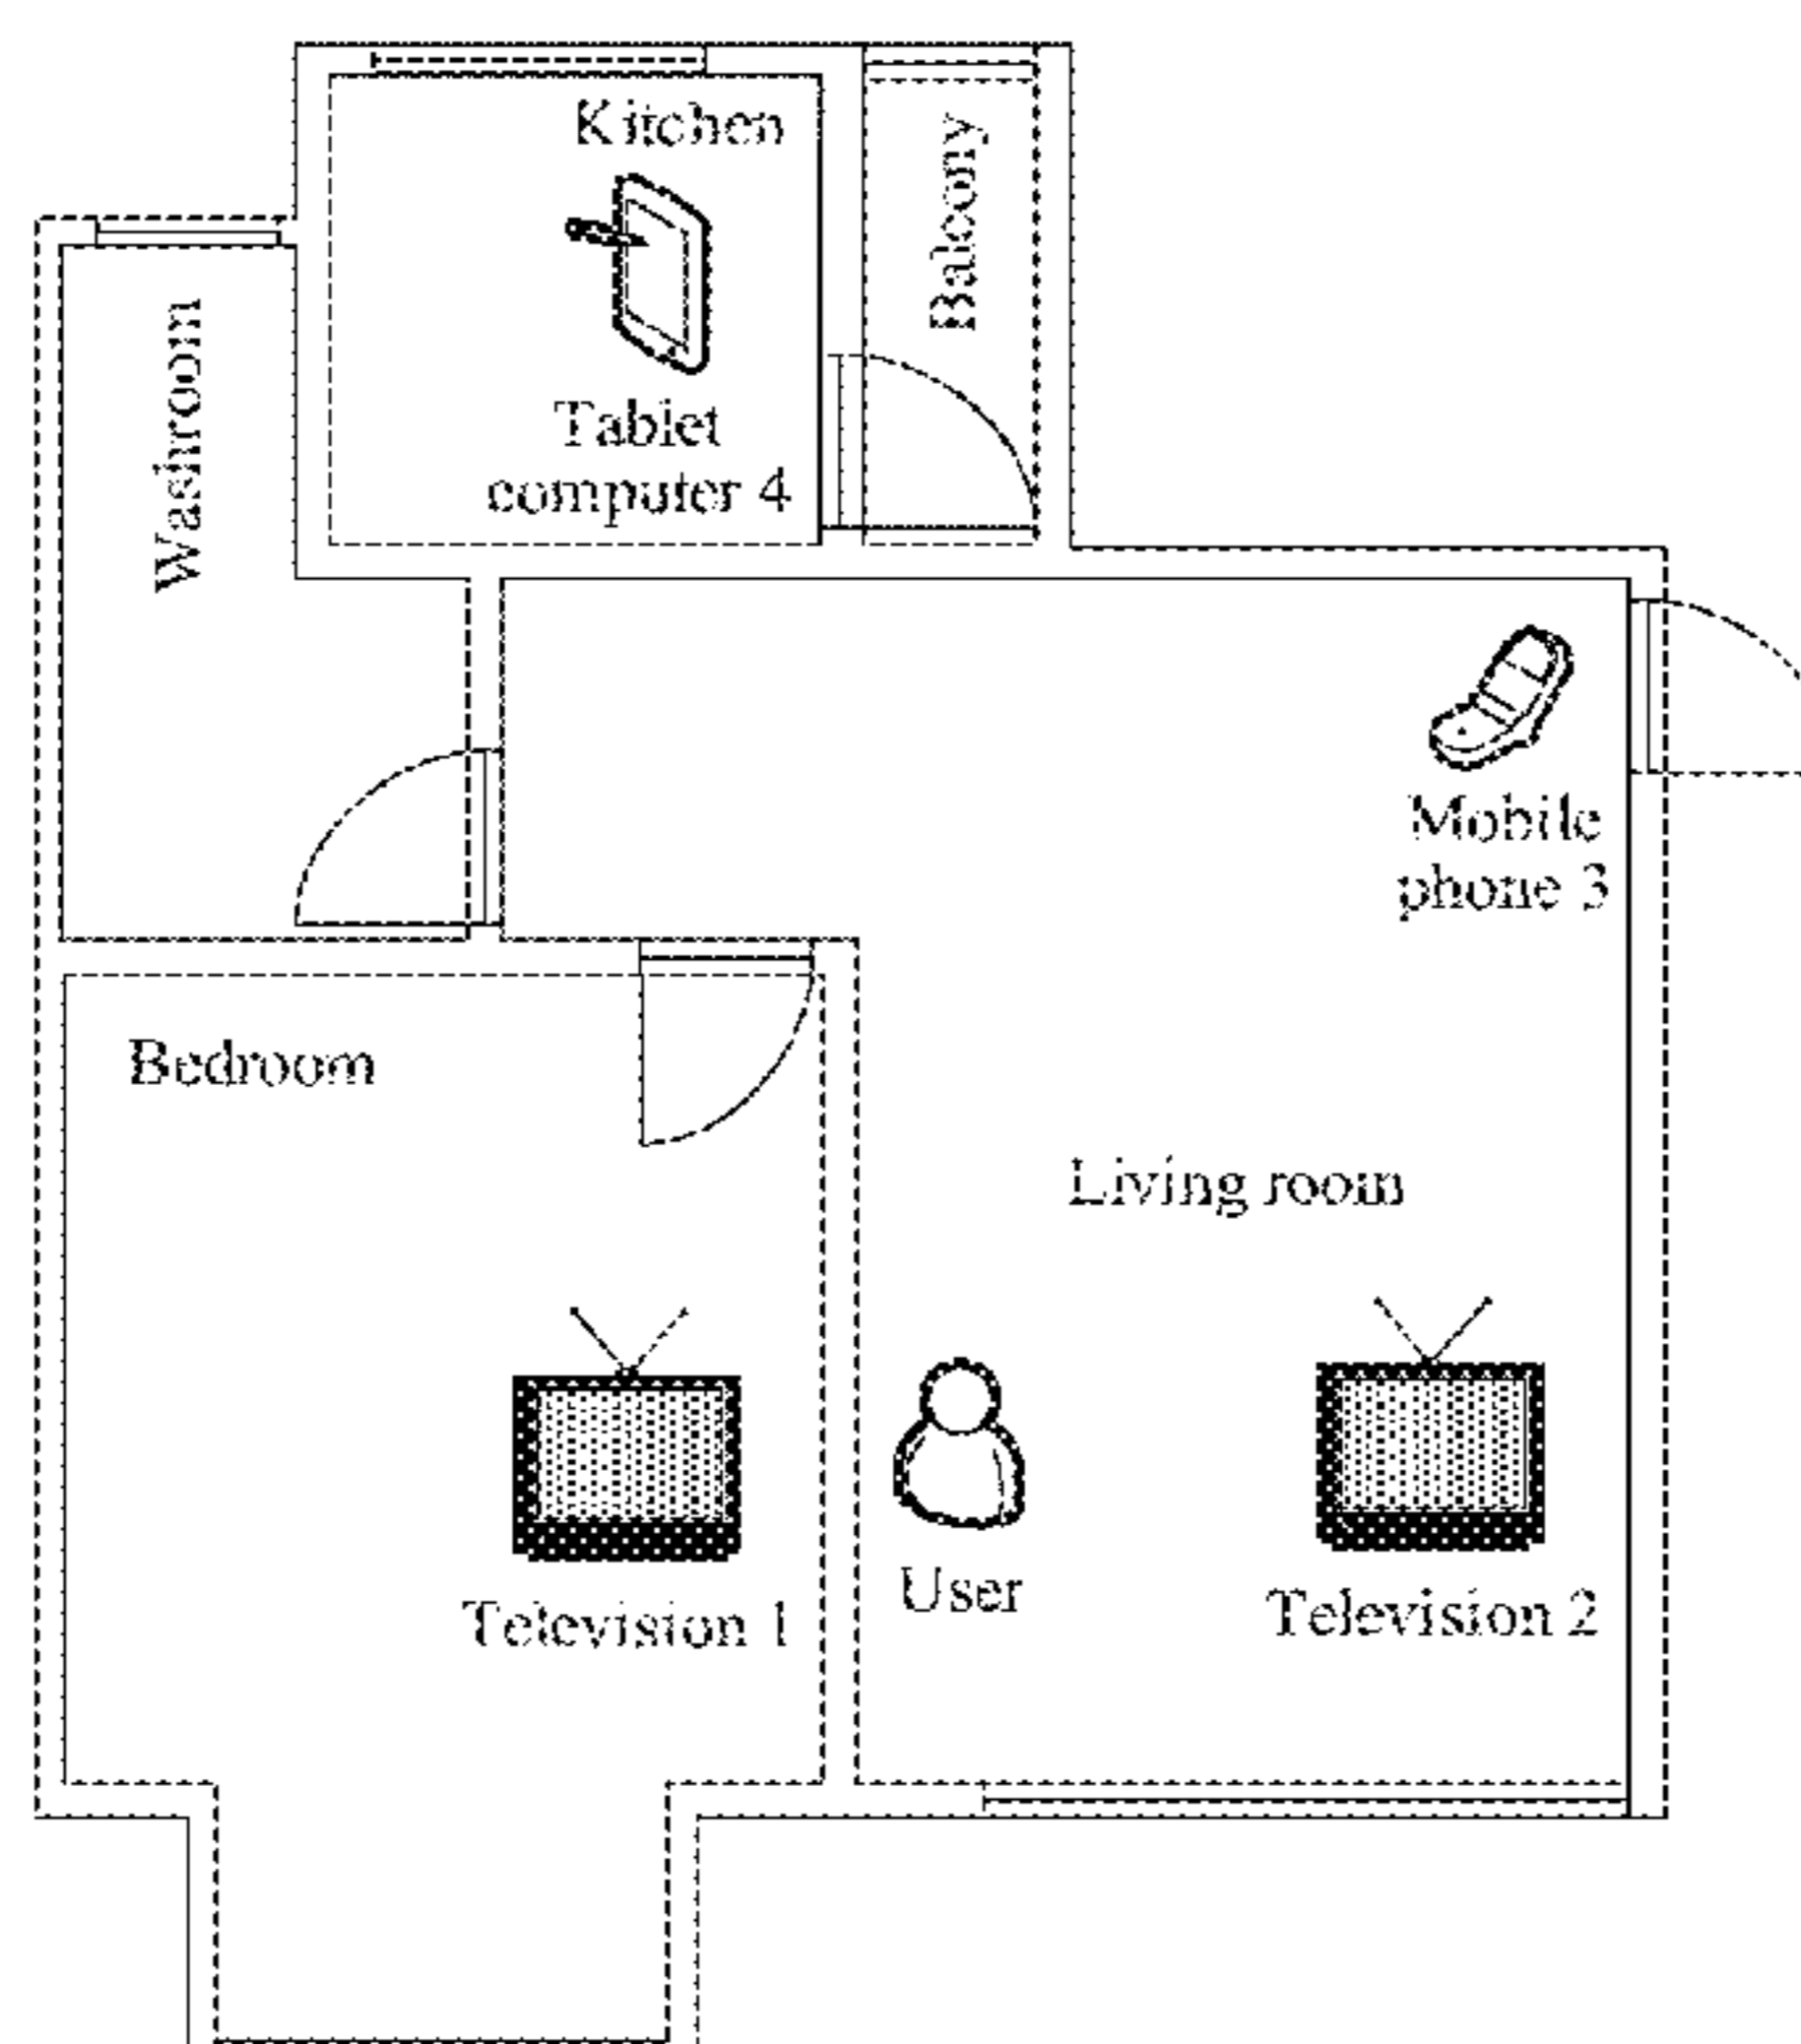 Kitchen
Balcony
Washroom
Tablet
computer 4
Mobile
phone 3
Bedroom
Living room
User
Television 1
Television 2